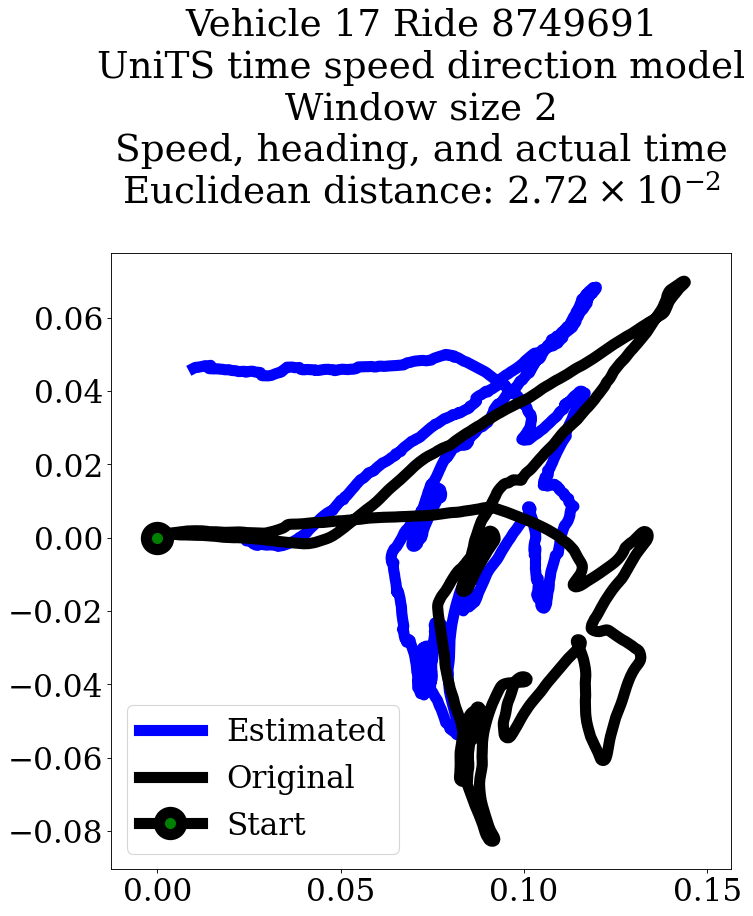 Vehicle 17 Ride 8749691
UniTS time speed direction model
Window size 2
Speed, heading, and actual time
Euclidean distance: 2.72 × 10⁻²
0.06
0.04
0.02
0.00
−0.02
−0.04
−0.06
−0.08
Estimated
Original
Start
0.00 0.05 0.10 0.15